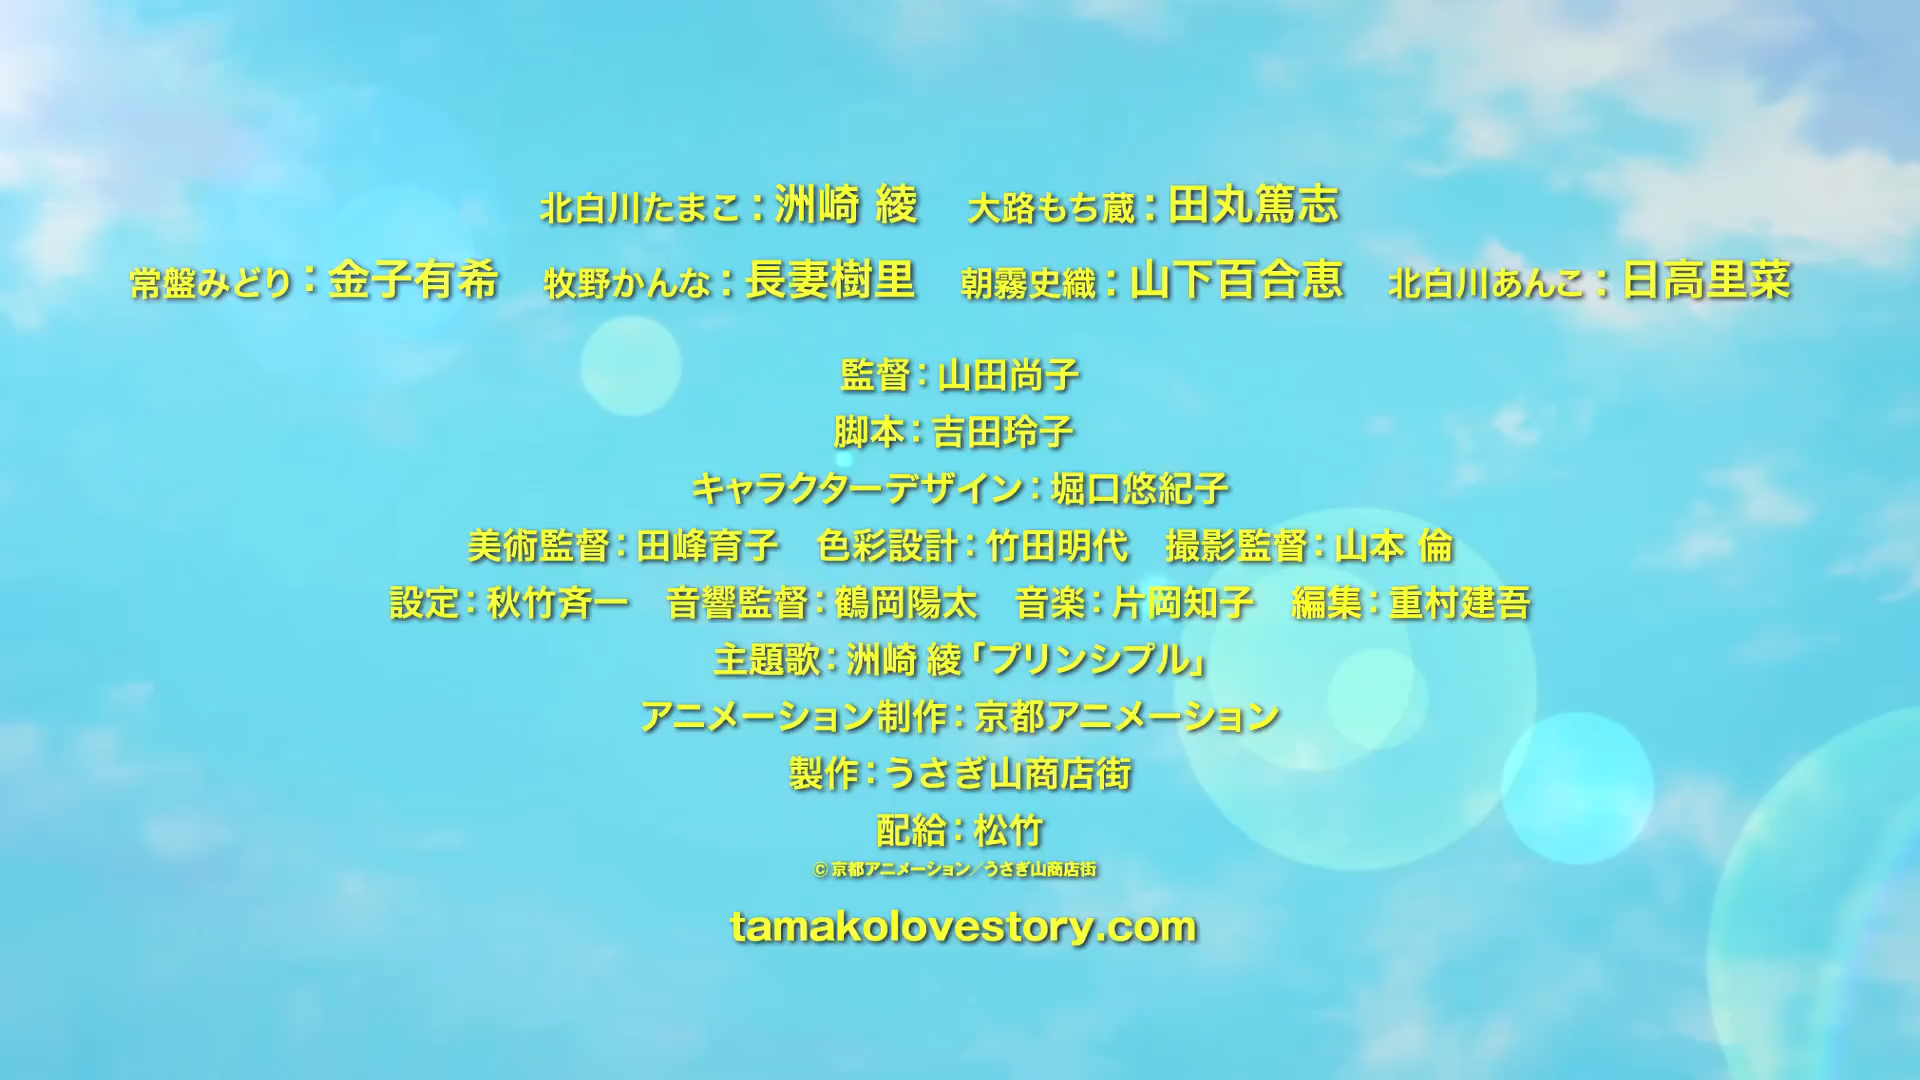 北白川たまこ：洲崎 綾　大路もち蔵：田丸篤志
常盤みどり：金子有希　牧野かんな：長妻樹里　朝霧史織：山下百合恵　北白川あんこ：日高里菜
監督：山田尚子
脚本：吉田玲子
キャラクターデザイン：堀口悠紀子
美術監督：田峰育子　色彩設計：竹田明代　撮影監督：山本 倫
設定：秋竹斉一　音響監督：鶴岡陽太　音楽：片岡知子　編集：重村建吾
主題歌：洲崎 綾「プリンシプル」
アニメーション制作：京都アニメーション
製作：うさぎ山商店街
配給：松竹
©京都アニメーション／うさぎ山商店街
tamakolovestory.com